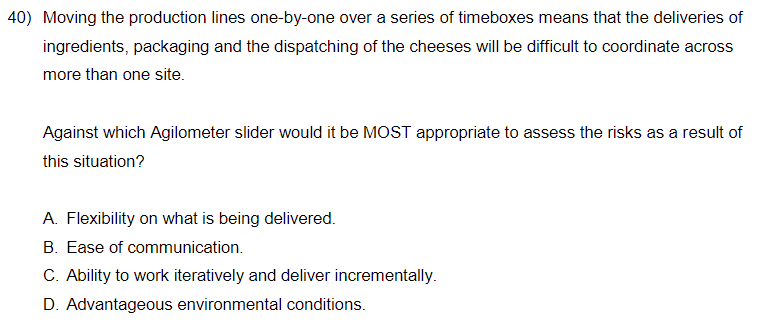 40) Moving the production lines one-by-one over a series of timeboxes means that the deliveries of
ingredients, packaging and the dispatching of the cheeses will be difficult to coordinate across
more than one site.
Against which Agilometer slider would it be MOST appropriate to assess the risks as a result of
this situation?
A. Flexibility on what is being delivered.
B. Ease of communication.
C. Ability to work iteratively and deliver incrementally.
D. Advantageous environmental conditions.